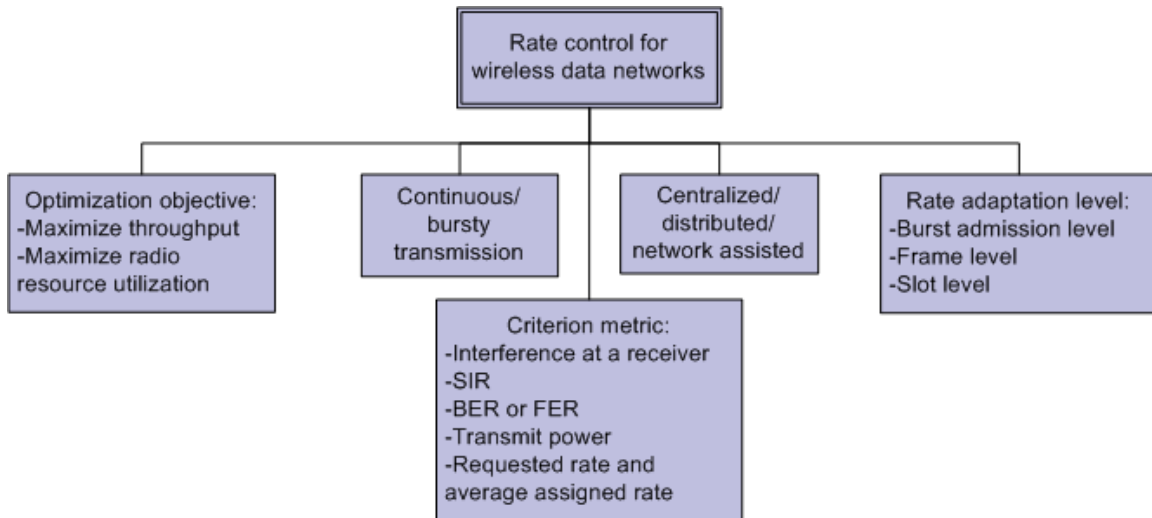 Rate control for
wireless data networks
Optimization objective:
-Maximize throughput
-Maximize radio
resource utilization
Continuous/
bursty
transmission
Centralized/
distributed/
network assisted
Rate adaptation level:
-Burst admission level
-Frame level
-Slot level
Criterion metric:
-Interference at a receiver
-SIR
-BER or FER
-Transmit power
-Requested rate and
average assigned rate